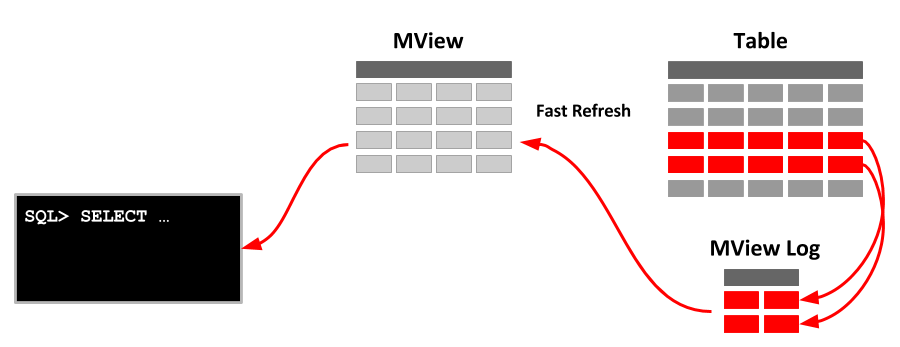 MView
Table
Fast Refresh
SQL> SELECT …
MView Log